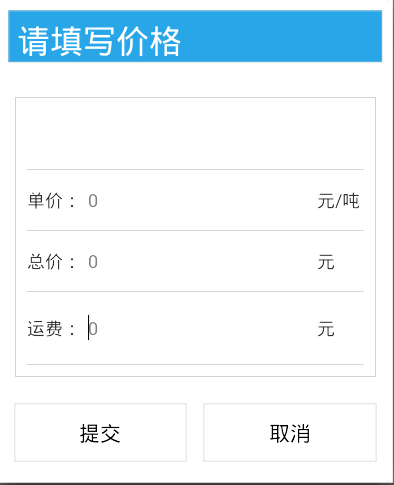 请填写价格
单价： 0 元/吨
总价： 0 元
运费： 0 元
提交 取消